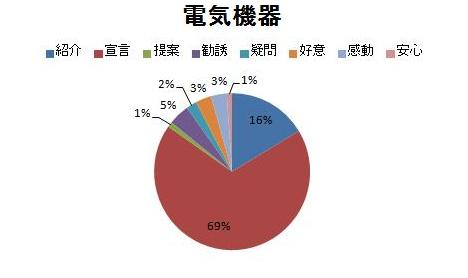 電気機器
紹介 宣言 提案 勧誘 疑問 好意 感動 安心
2% 3% 3% 1%
5%
1%
16%
69%